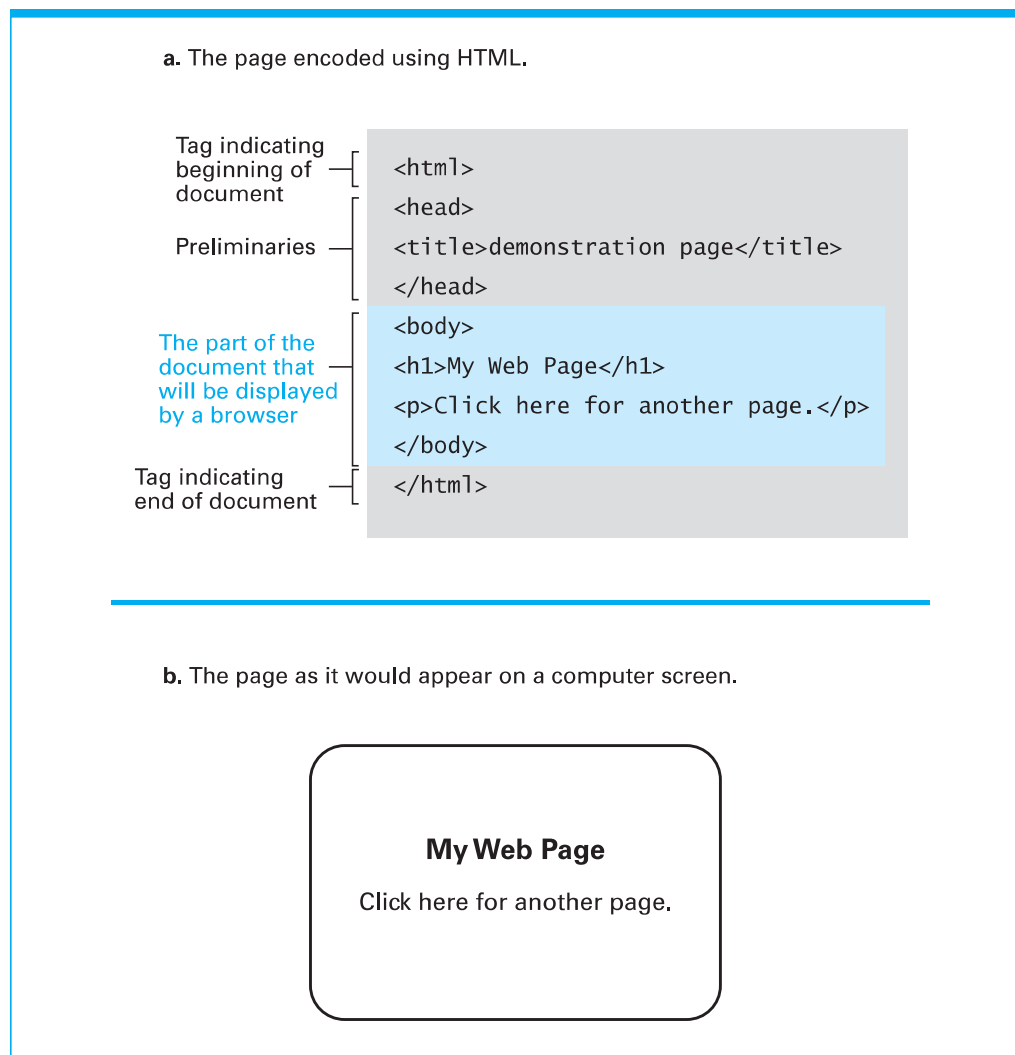 a. The page encoded using HTML.
Tag indicating
beginning of
document
<html>
Preliminaries
<head>
<title>demonstration page</title>
</head>
The part of the
document that
will be displayed
by a browser
<body>
<h1>My Web Page</h1>
<p>Click here for another page.</p>
</body>
Tag indicating
end of document
</html>
b. The page as it would appear on a computer screen.
My Web Page
Click here for another page.